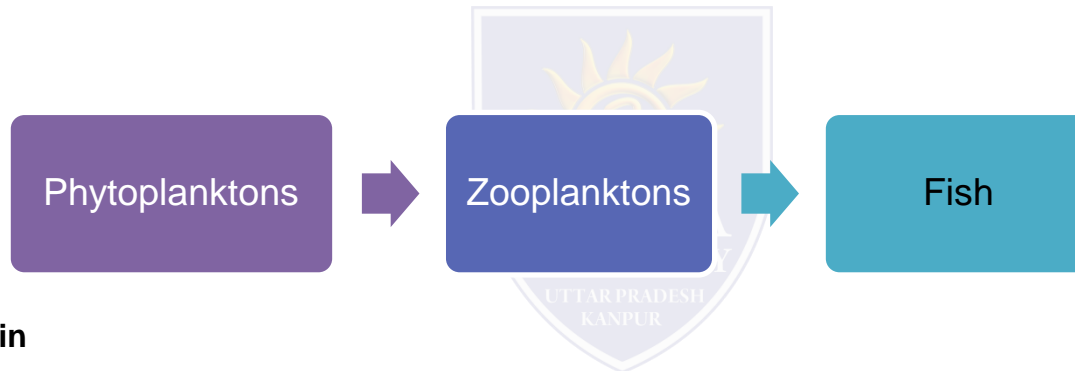 Phytoplanktons
Zooplanktons
Fish
UTTAR PRADESH
KANPUR
in